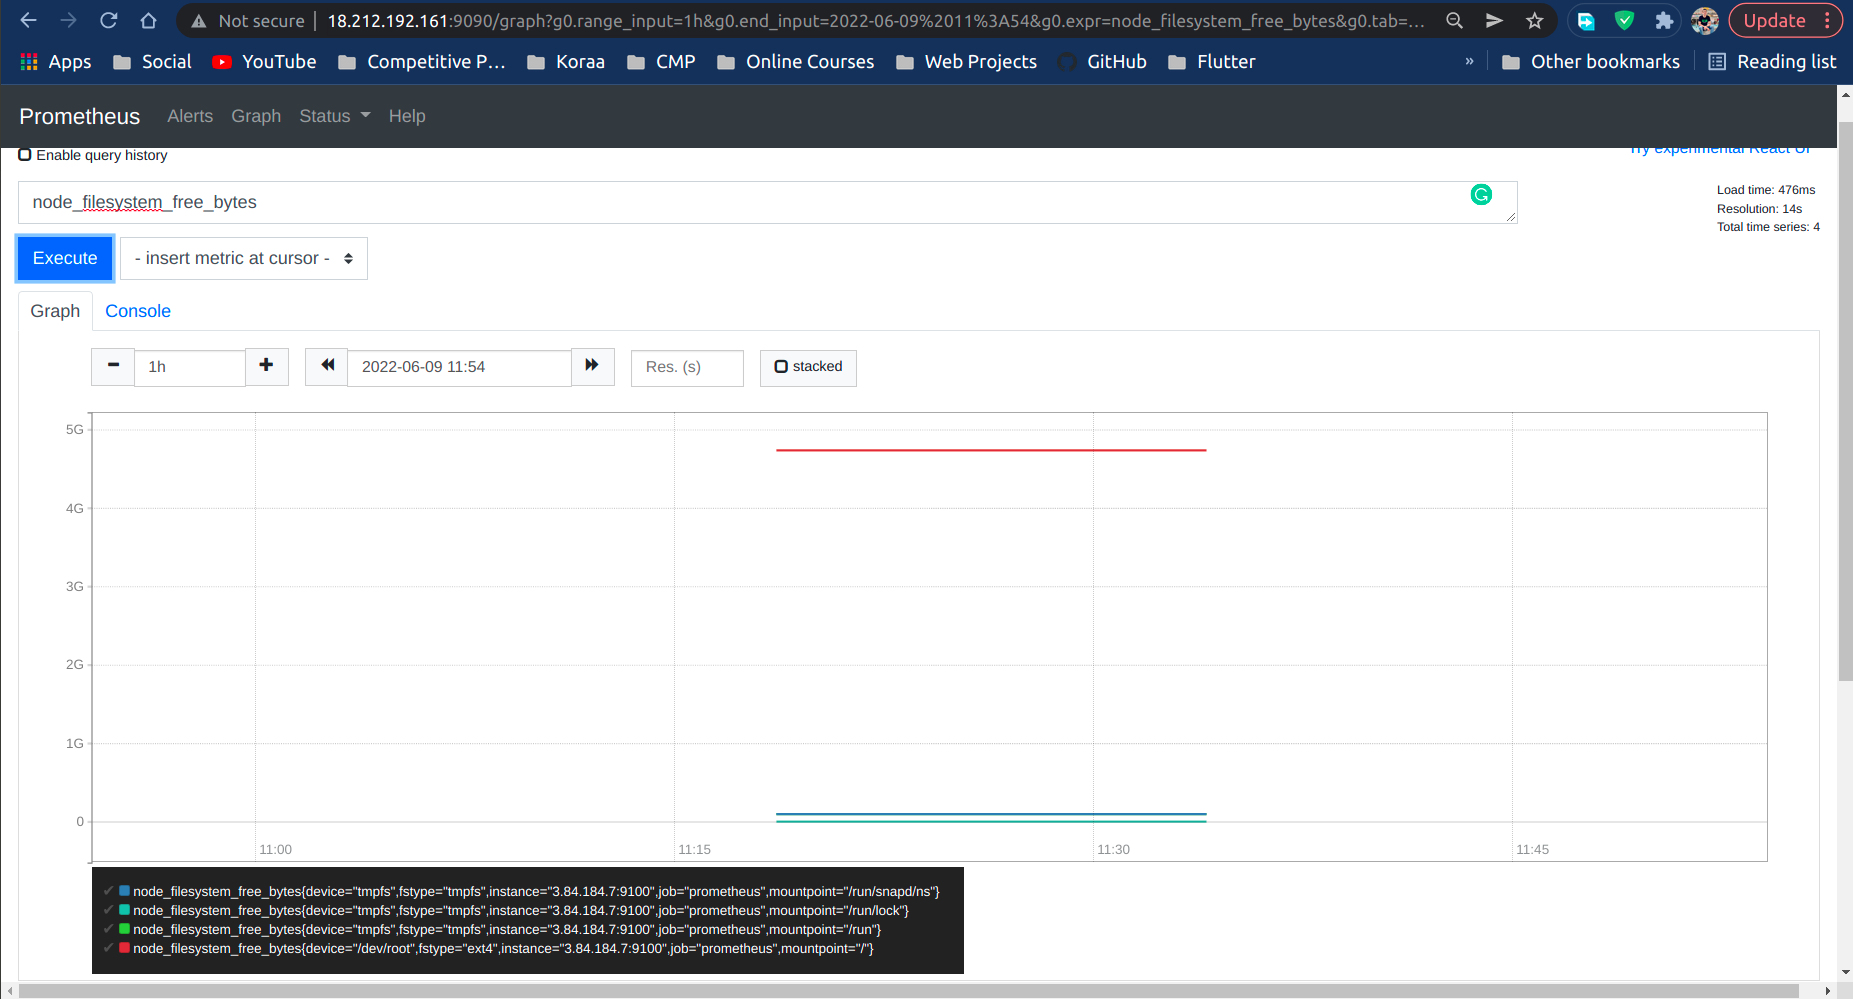 Not secure | 18.212.192.161:9090/graph?g0.range_input=1h&g0.end_input=2022-06-09%2011%3A54&g0.expr=node_filesystem_free_bytes&g0.tab=...
Update
Apps Social YouTube Competitive P... Koraa CMP Online Courses Web Projects GitHub Flutter » Other bookmarks Reading list
Prometheus Alerts Graph Status Help
Enable query history
Try experimental React UI
node_filesystem_free_bytes
Load time: 476ms
Resolution: 14s
Total time series: 4
Execute
- insert metric at cursor -
Graph Console
1h
2022-06-09 11:54
Res. (s)
stacked
5G
4G
3G
2G
1G
0
11:00 11:15 11:30 11:45
✔ node_filesystem_free_bytes{device="tmpfs",fstype="tmpfs",instance="3.84.184.7:9100",job="prometheus",mountpoint="/run/snapd/ns"}
✔ node_filesystem_free_bytes{device="tmpfs",fstype="tmpfs",instance="3.84.184.7:9100",job="prometheus",mountpoint="/run/lock"}
✔ node_filesystem_free_bytes{device="tmpfs",fstype="tmpfs",instance="3.84.184.7:9100",job="prometheus",mountpoint="/run"}
✔ node_filesystem_free_bytes{device="/dev/root",fstype="ext4",instance="3.84.184.7:9100",job="prometheus",mountpoint="/"}